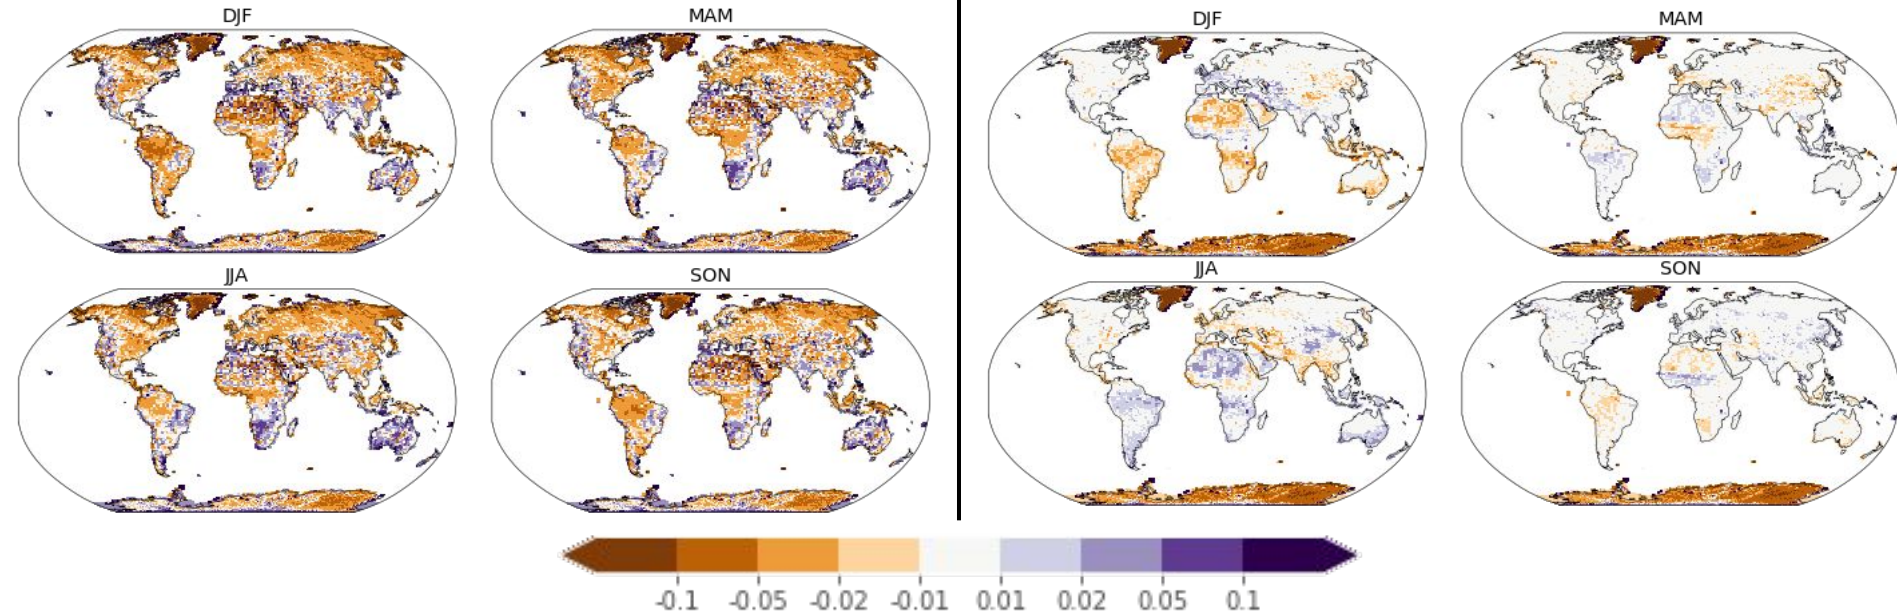 DJF MAM DJF MAM
JJA SON JJA SON
-0.1 -0.05 -0.02 -0.01 0.01 0.02 0.05 0.1